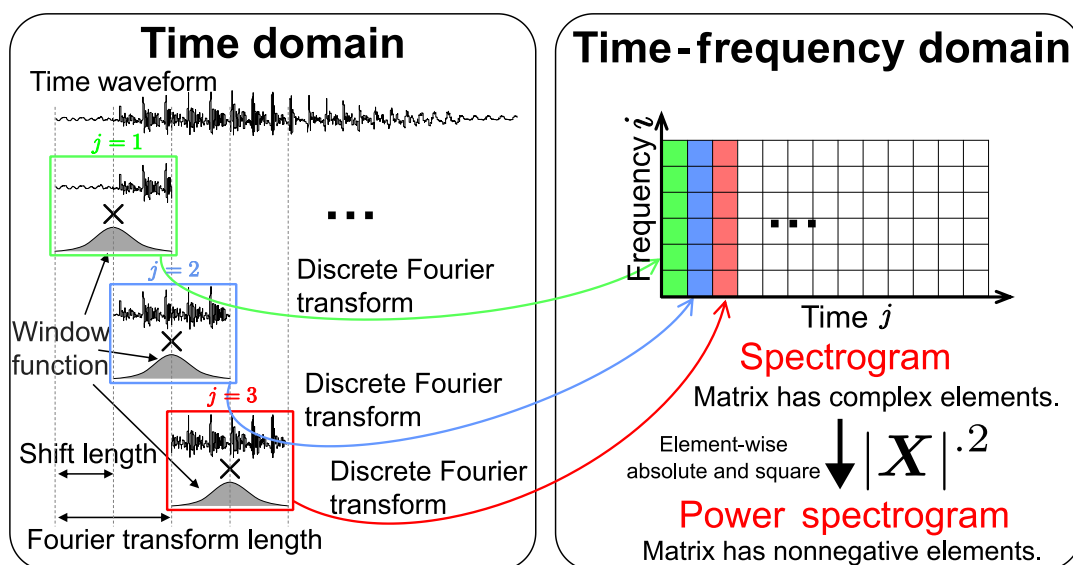 Time domain
Time waveform
j = 1
×
...
j = 2
Discrete Fourier
transform
Window
function
×
j = 3
Discrete Fourier
transform
Shift length
×
Discrete Fourier
transform
Fourier transform length
Time-frequency domain
Frequency i
...
Time j
Spectrogram
Matrix has complex elements.
Element-wise
absolute and square
|X|.2
Power spectrogram
Matrix has nonnegative elements.